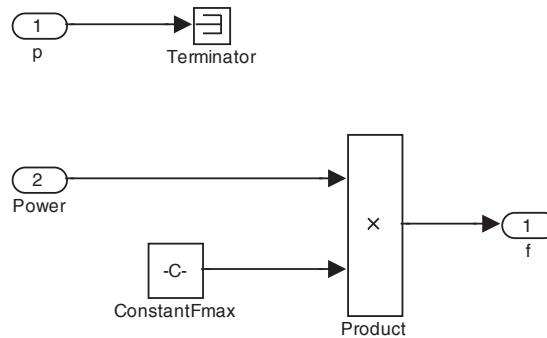 1
p
Terminator
2
Power
×
1
f
-C-
ConstantFmax
Product